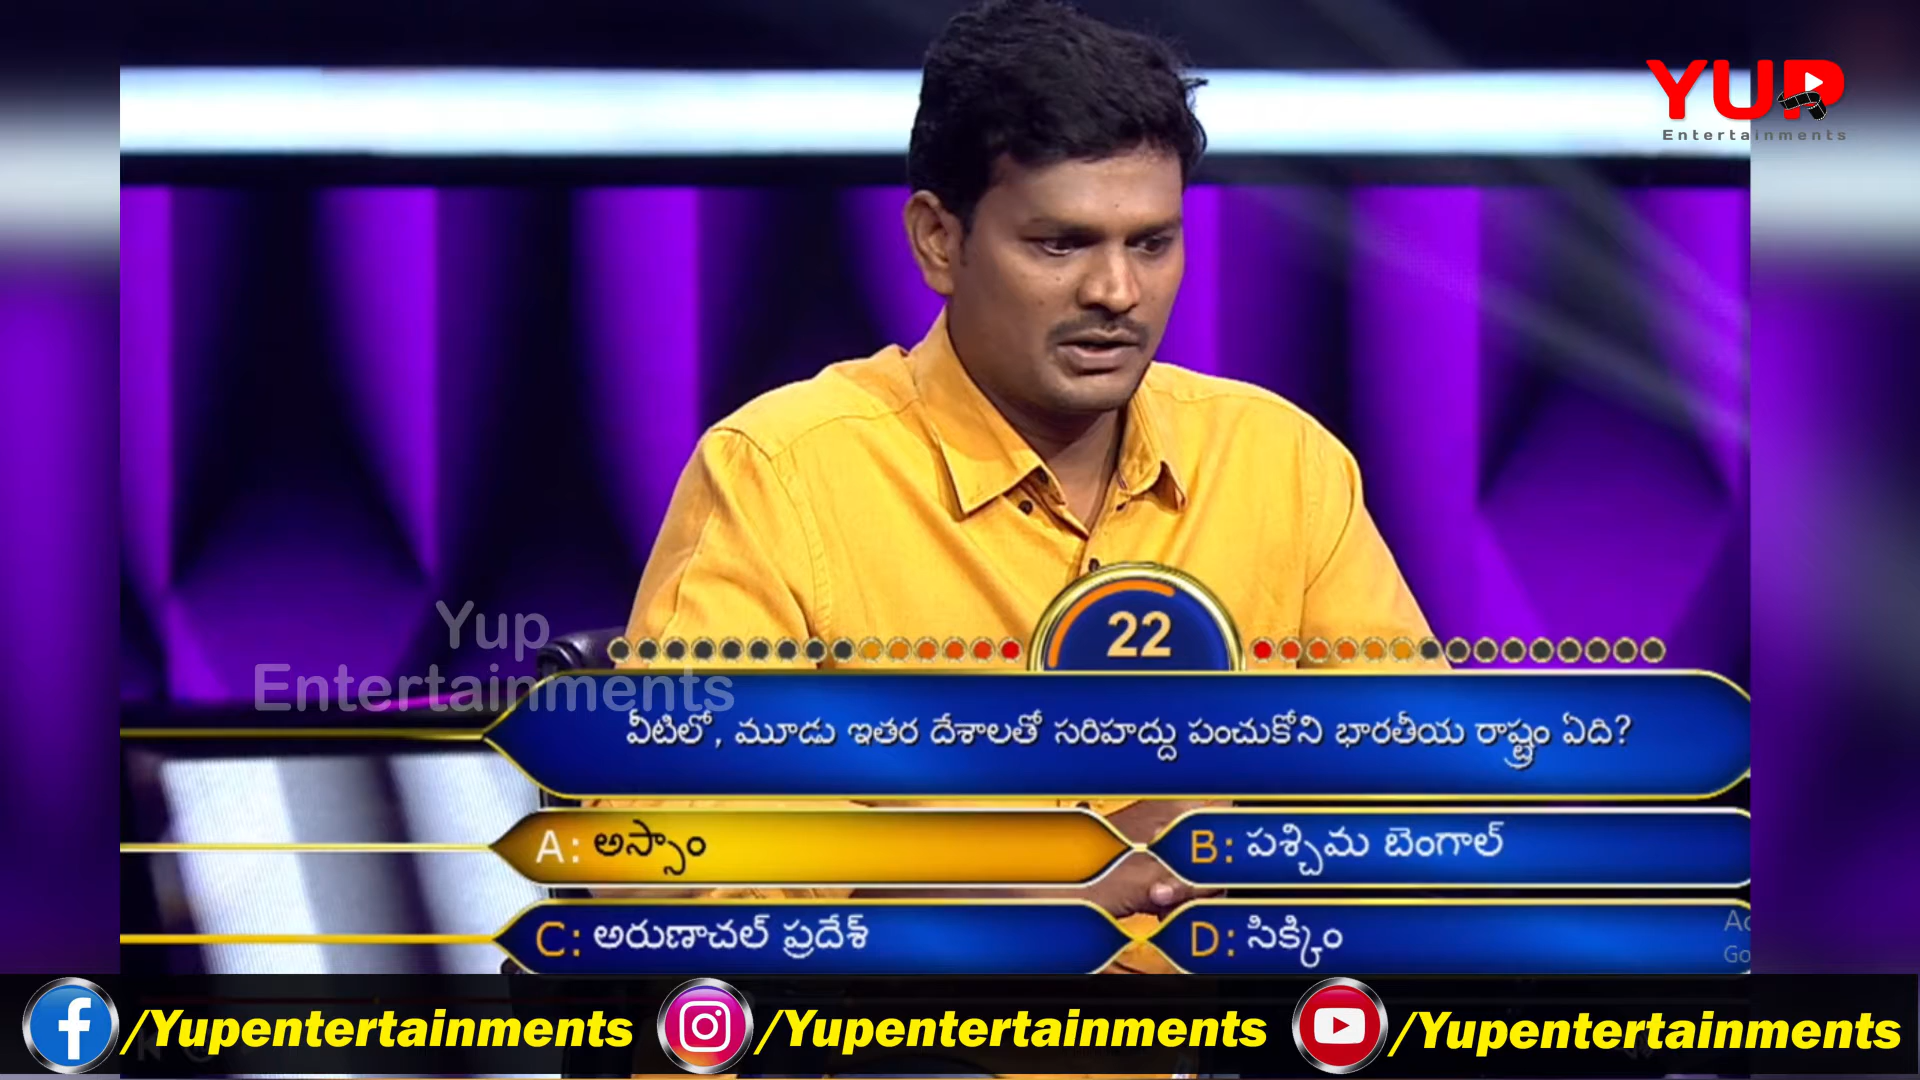 YUP
Entertainments
22
Yup
Entertainments
వీటిలో, మూడు ఇతర దేశాలతో సరిహద్దు పంచుకోని భారతీయ రాష్ట్రం ఏది?
A: అస్సాం
B: పశ్చిమ బెంగాల్
C: అరుణాచల్ ప్రదేశ్
D: సిక్కిం
/Yupentertainments
/Yupentertainments
/Yupentertainments